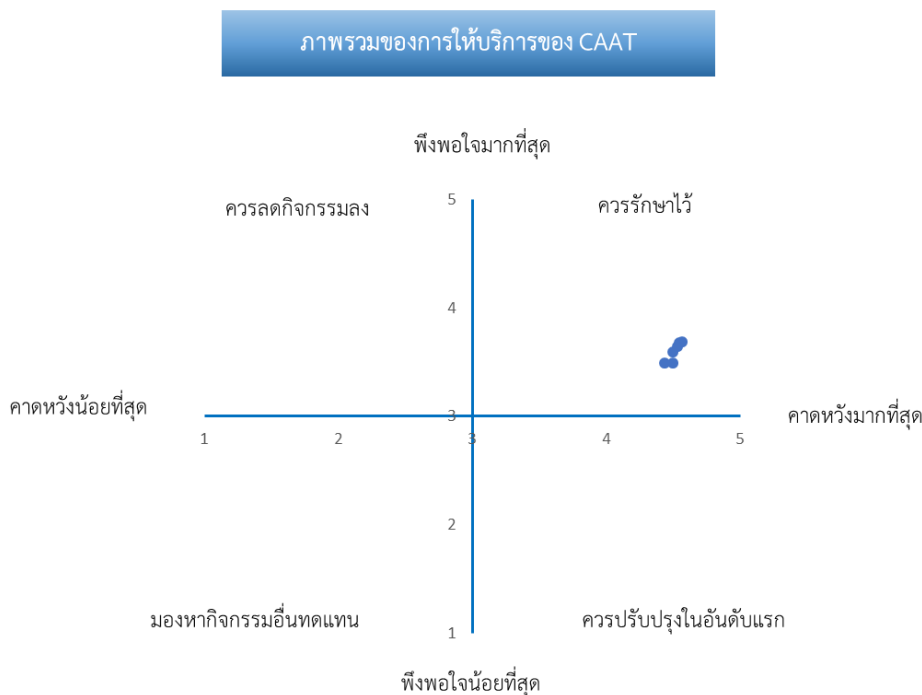 ภาพรวมของการให้บริการของ CAAT
พึงพอใจมากที่สุด
ควรลดกิจกรรมลง
5
ควรรักษาไว้
4
คาดหวังน้อยที่สุด
3
คาดหวังมากที่สุด
1
2
3
4
5
2
มองหากิจกรรมอื่นทดแทน
1
ควรปรับปรุงในอันดับแรก
พึงพอใจน้อยที่สุด